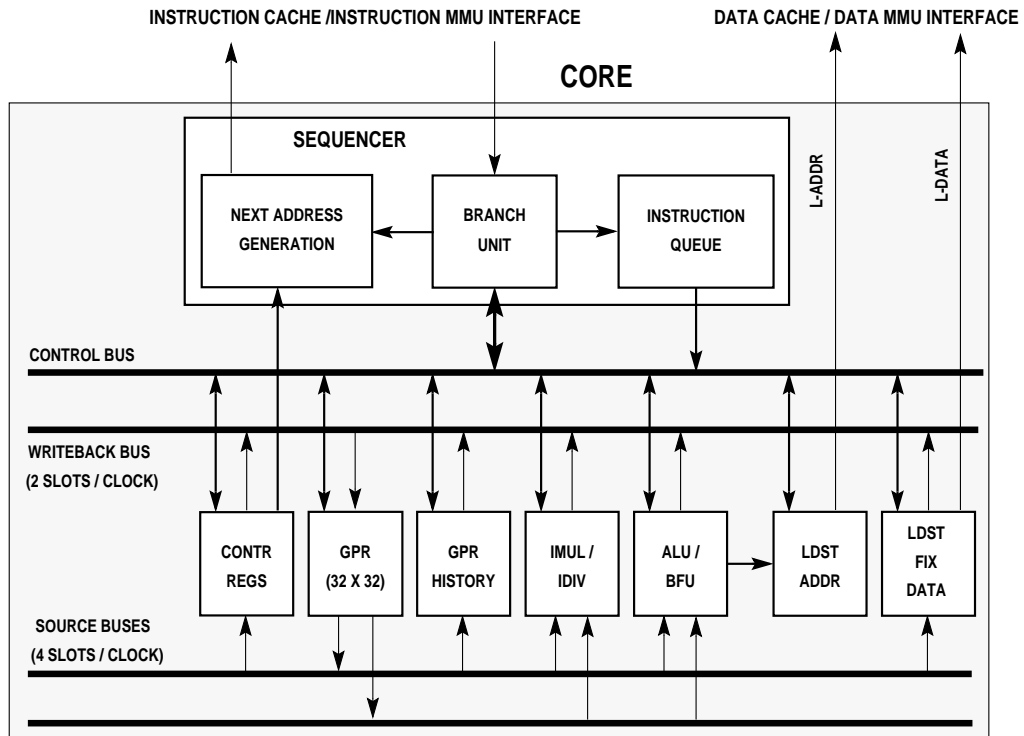 INSTRUCTION CACHE /INSTRUCTION MMU INTERFACE
DATA CACHE / DATA MMU INTERFACE
CORE
SEQUENCER
L-ADDR
L-DATA
NEXT ADDRESS
GENERATION
BRANCH
UNIT
INSTRUCTION
QUEUE
CONTROL BUS
WRITEBACK BUS
(2 SLOTS / CLOCK)
CONTR
REGS
GPR
(32 X 32)
GPR
HISTORY
IMUL /
IDIV
ALU /
BFU
LDST
ADDR
LDST
FIX
DATA
SOURCE BUSES
(4 SLOTS / CLOCK)